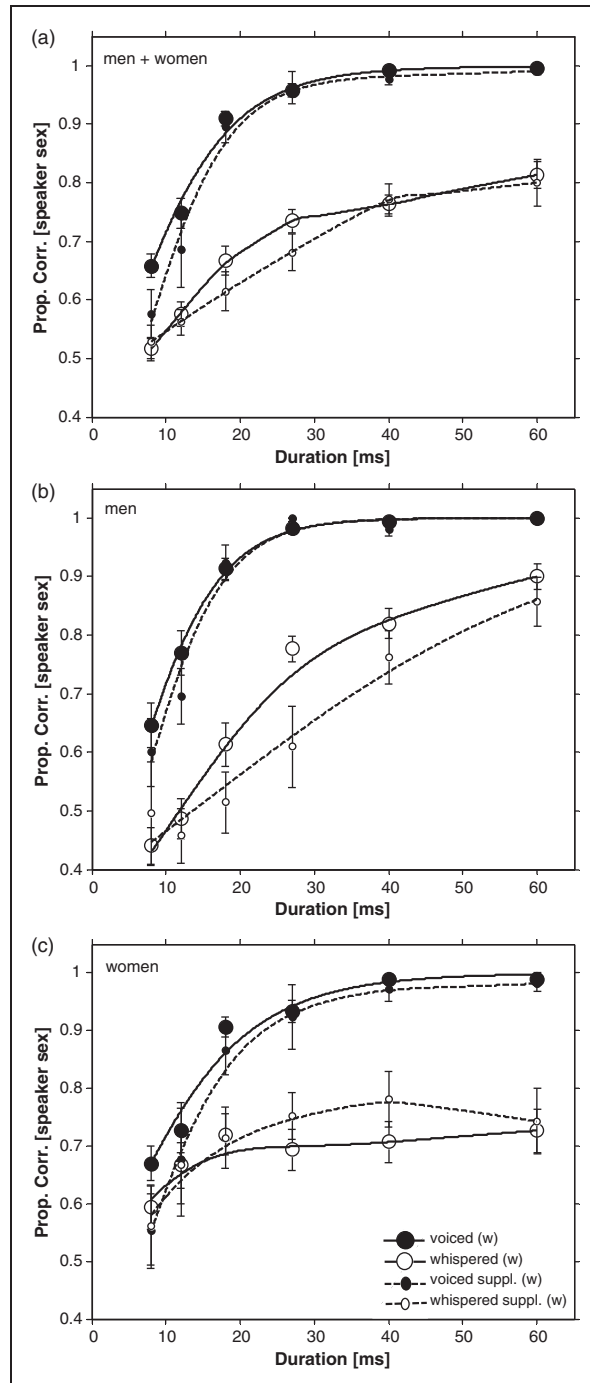 (a)
men + women
1
0.9
0.8
0.7
0.6
0.5
0.4
Prop. Corr. [speaker sex]
0 10 20 30 40 50 60
Duration [ms]
(b)
men
1
0.9
0.8
0.7
0.6
0.5
0.4
Prop. Corr. [speaker sex]
0 10 20 30 40 50 60
Duration [ms]
(c)
women
1
0.9
0.8
0.7
0.6
0.5
0.4
Prop. Corr. [speaker sex]
voiced (w)
whispered (w)
voiced suppl. (w)
whispered suppl. (w)
0 10 20 30 40 50 60
Duration [ms]